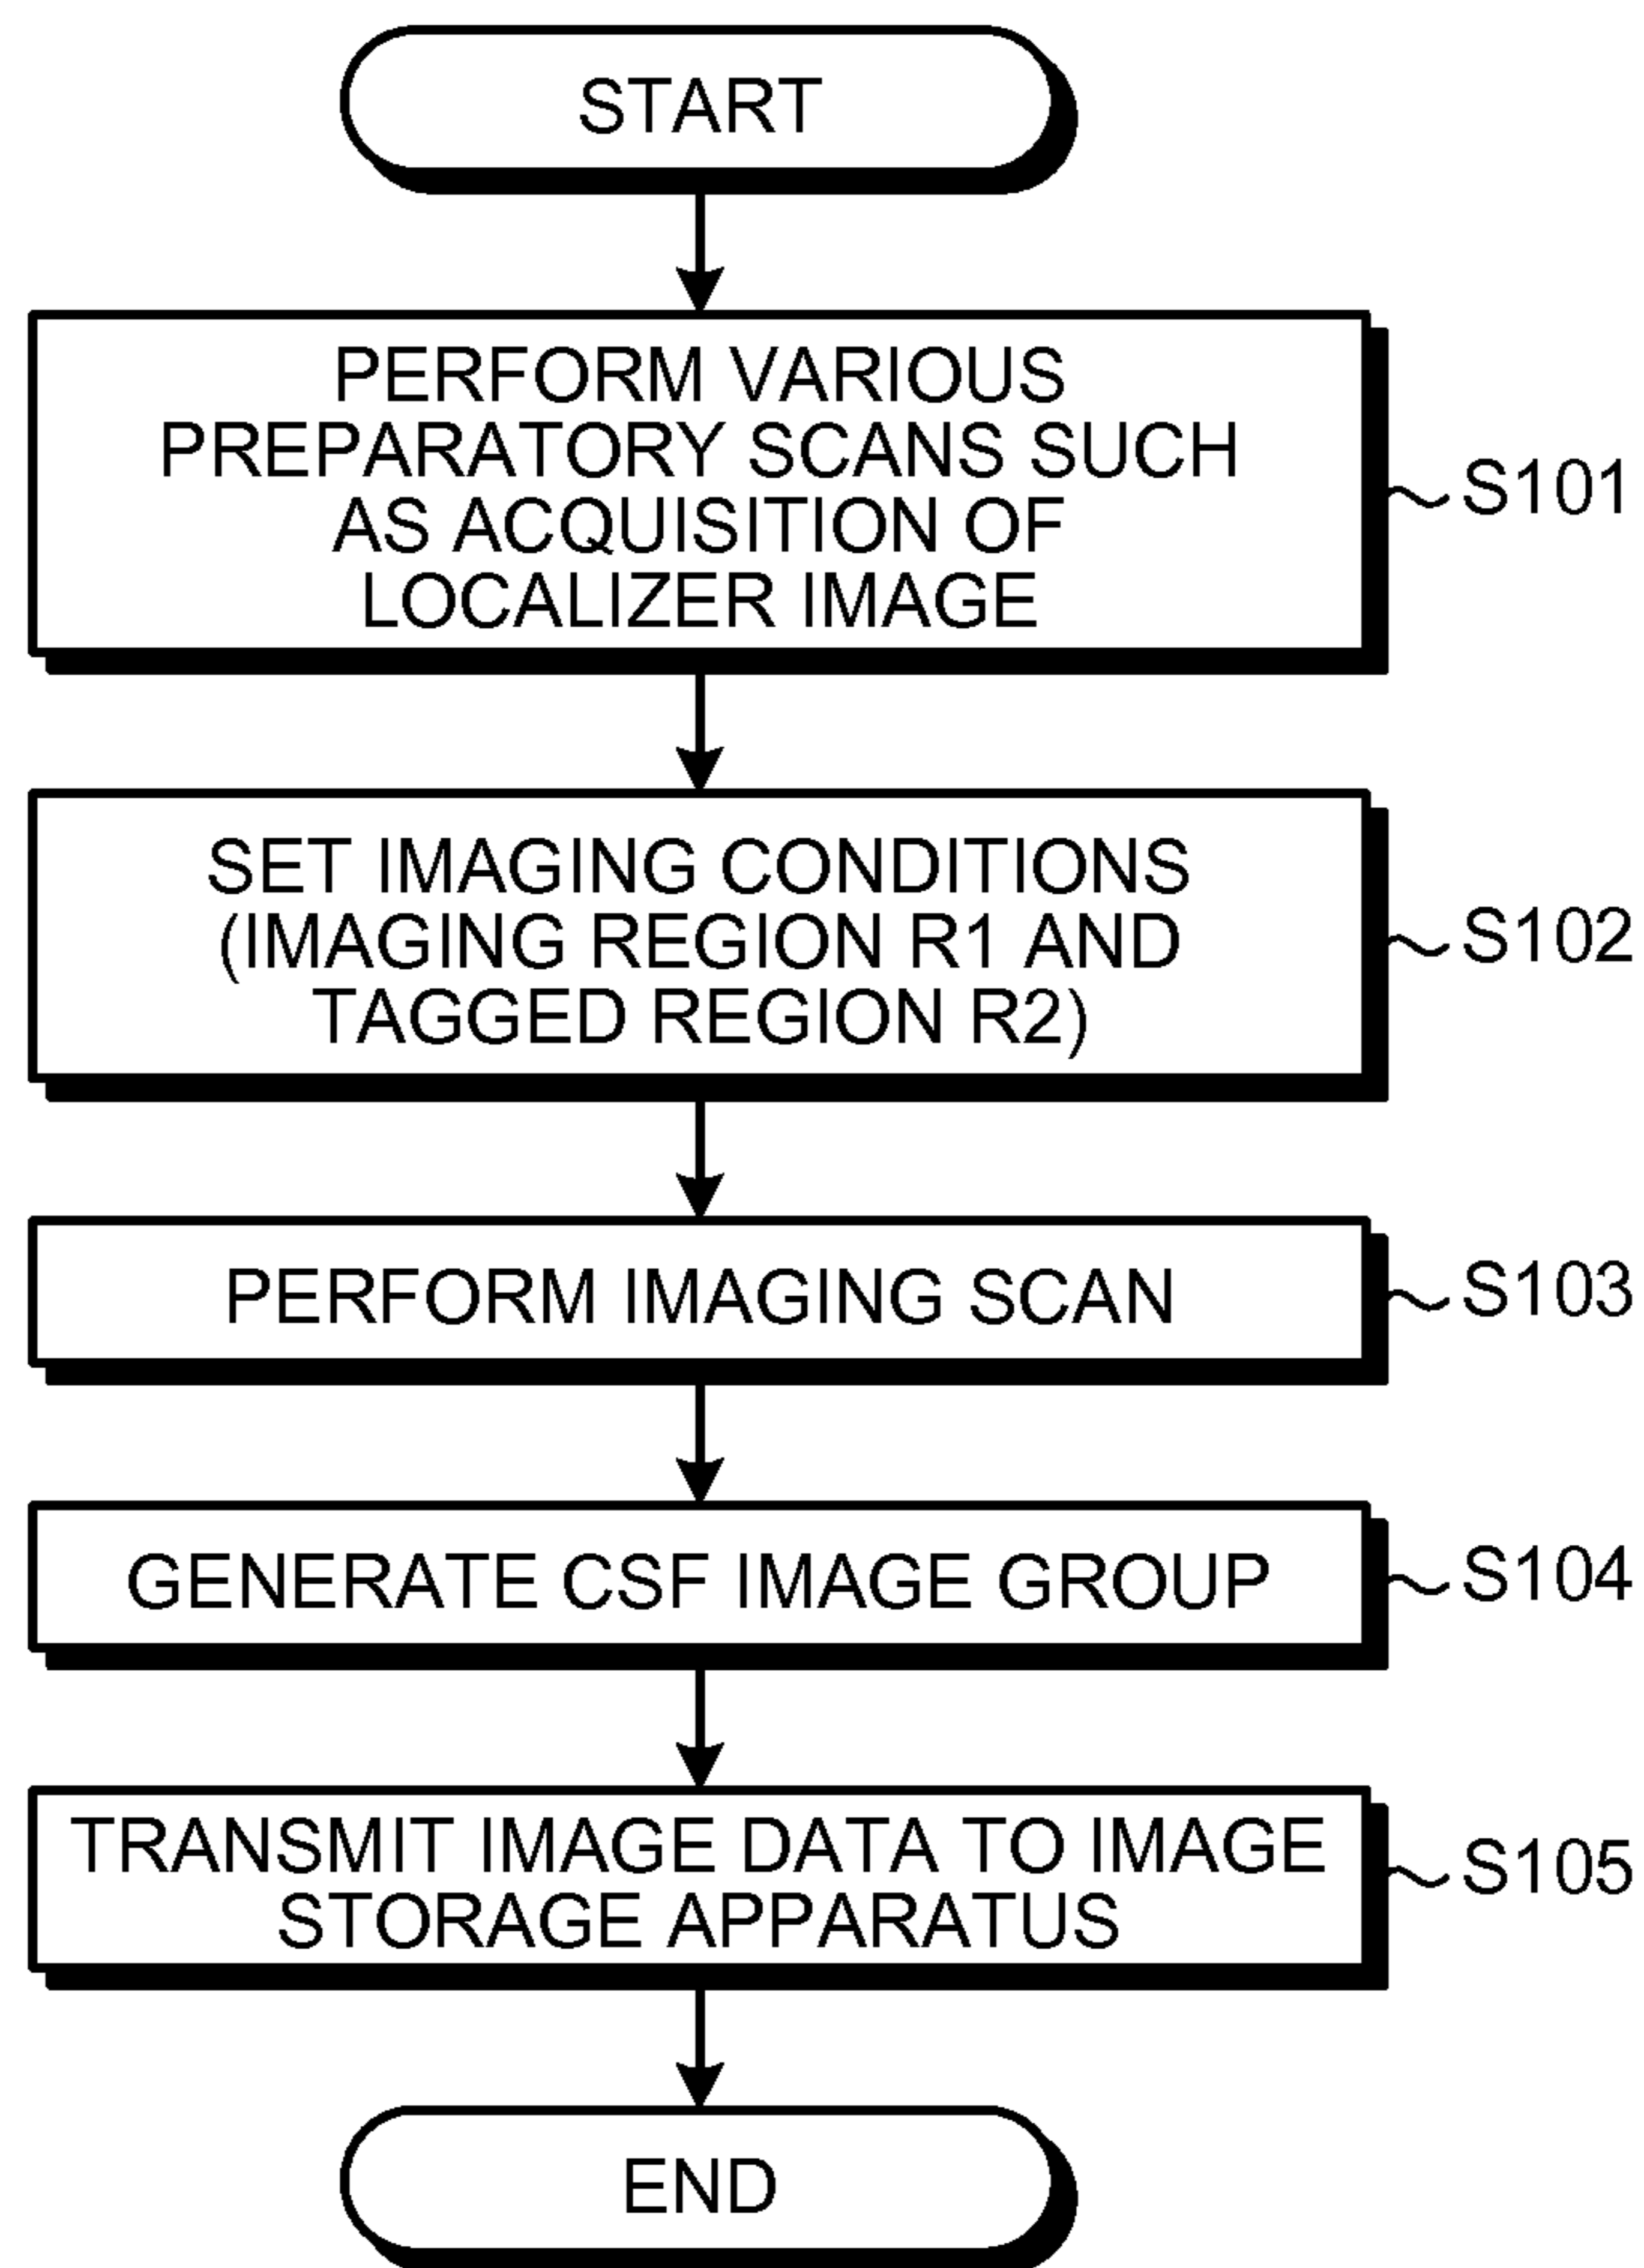 START
PERFORM VARIOUS
PREPARATORY SCANS SUCH
AS ACQUISITION OF
LOCALIZER IMAGE
S101
SET IMAGING CONDITIONS
(IMAGING REGION R1 AND
TAGGED REGION R2)
S102
PERFORM IMAGING SCAN
S103
GENERATE CSF IMAGE GROUP
S104
TRANSMIT IMAGE DATA TO IMAGE
STORAGE APPARATUS
S105
END